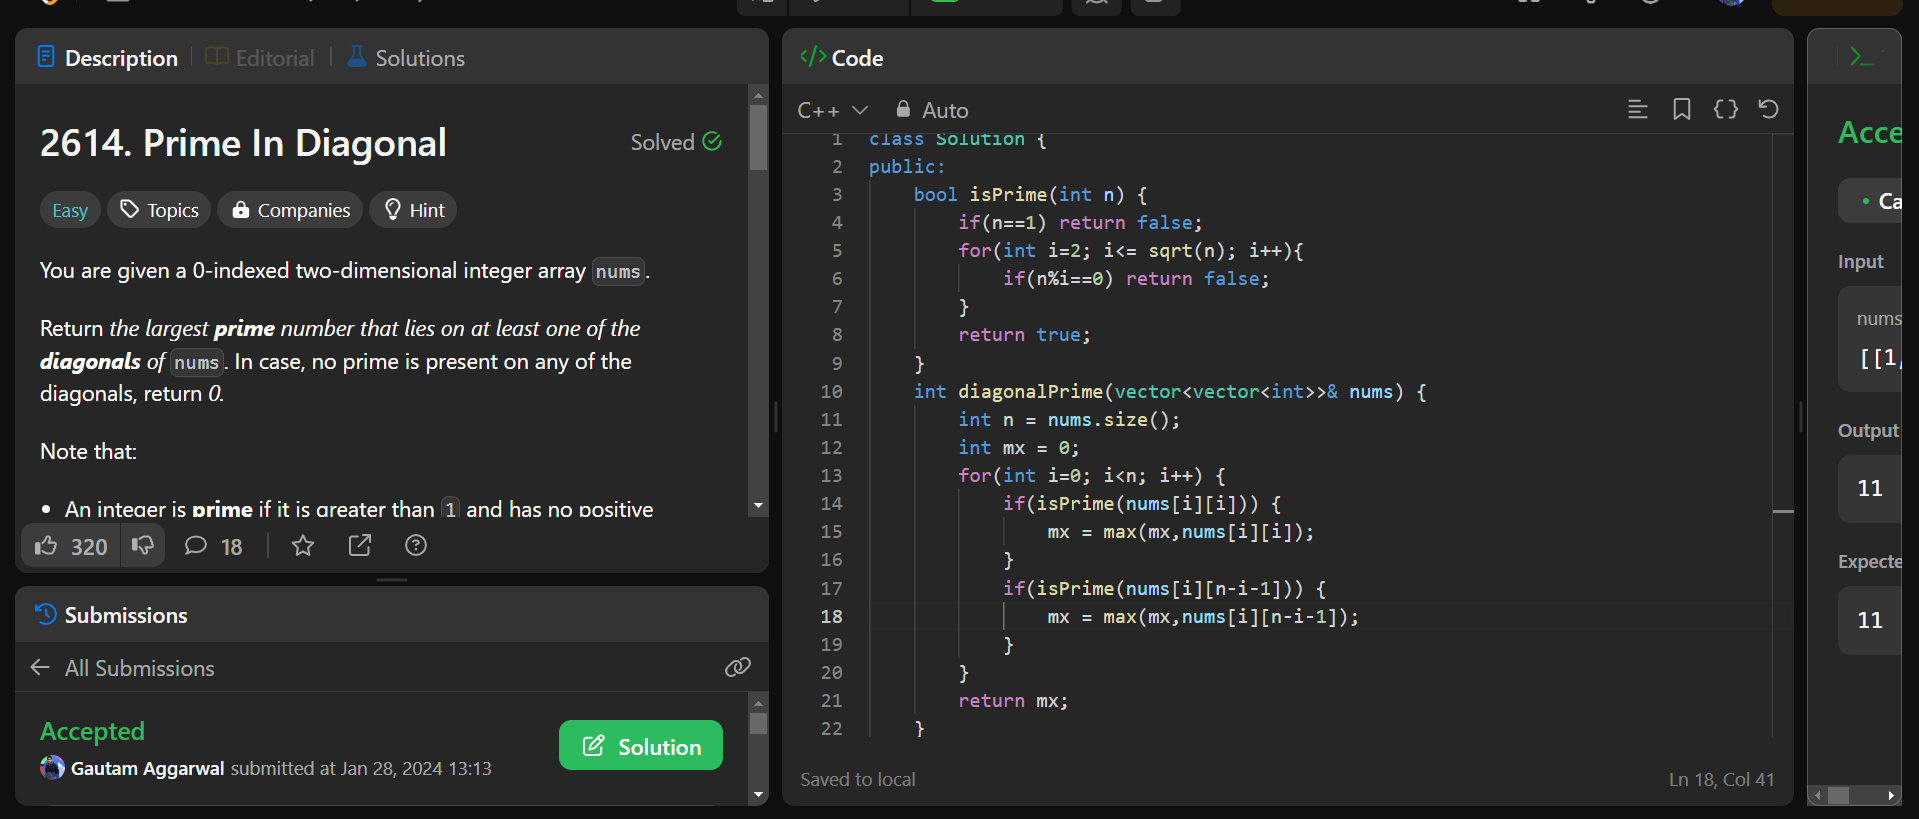 Description | Editorial | Solutions
2614. Prime In Diagonal
Solved
Easy Topics Companies Hint
You are given a 0-indexed two-dimensional integer array nums.
Return the largest prime number that lies on at least one of the
diagonals of nums. In case, no prime is present on any of the
diagonals, return 0.
Note that:
• An integer is prime if it is greater than 1 and has no positive
320 18
Submissions
All Submissions
Accepted
Gautam Aggarwal submitted at Jan 28, 2024 13:13
Solution
</> Code
C++ Auto
1 class Solution {
2 public:
3 bool isPrime(int n) {
4 if(n==1) return false;
5 for(int i=2; i<= sqrt(n); i++){
6 if(n%i==0) return false;
7 }
8 return true;
9 }
10 int diagonalPrime(vector<vector<int>>& nums) {
11 int n = nums.size();
12 int mx = 0;
13 for(int i=0; i<n; i++) {
14 if(isPrime(nums[i][i])) {
15 mx = max(mx,nums[i][i]);
16 }
17 if(isPrime(nums[i][n-i-1])) {
18 mx = max(mx,nums[i][n-i-1]);
19 }
20 }
21 return mx;
22 }
Saved to local
Ln 18, Col 41
Acce
• Ca
Input
nums
[[1,
Output
11
Expecte
11